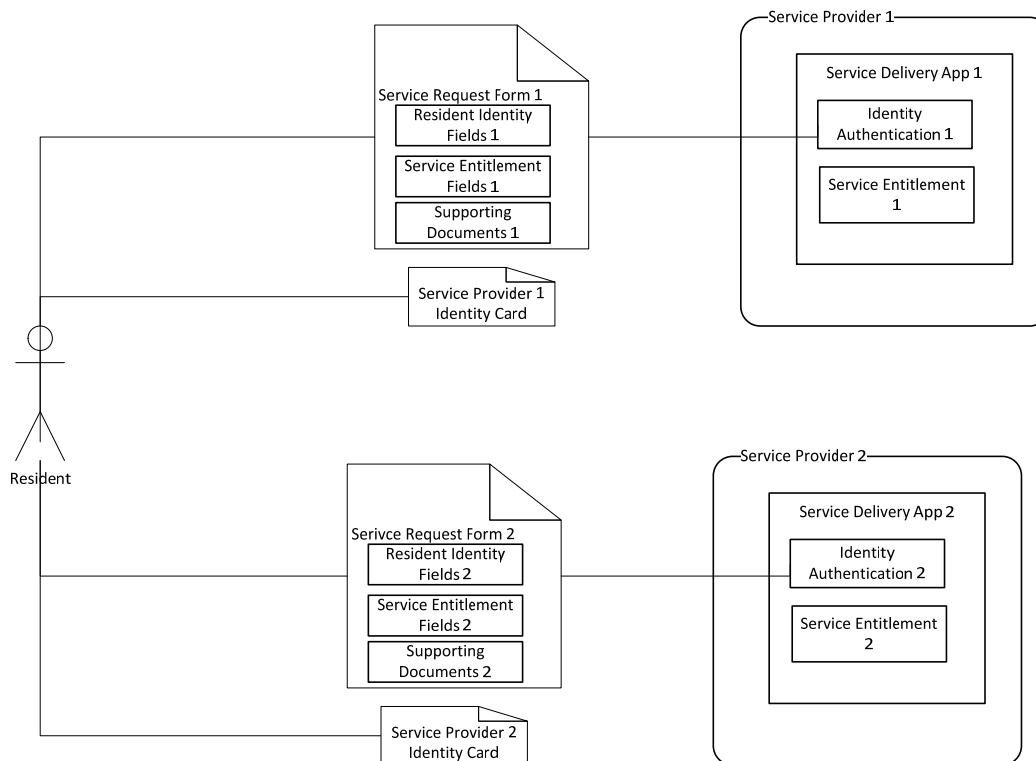 Service Provider 1
Service Delivery App 1
Service Request Form 1
Resident Identity
Fields 1
Identity
Authentication 1
Service Entitlement
Fields 1
Service Entitlement
1
Supporting
Documents 1
Service Provider 1
Identity Card
Resident
Service Provider 2
Service Delivery App 2
Serivce Request Form 2
Resident Identity
Fields 2
Identity
Authentication 2
Service Entitlement
Fields 2
Service Entitlement
2
Supporting
Documents 2
Service Provider 2
Identity Card